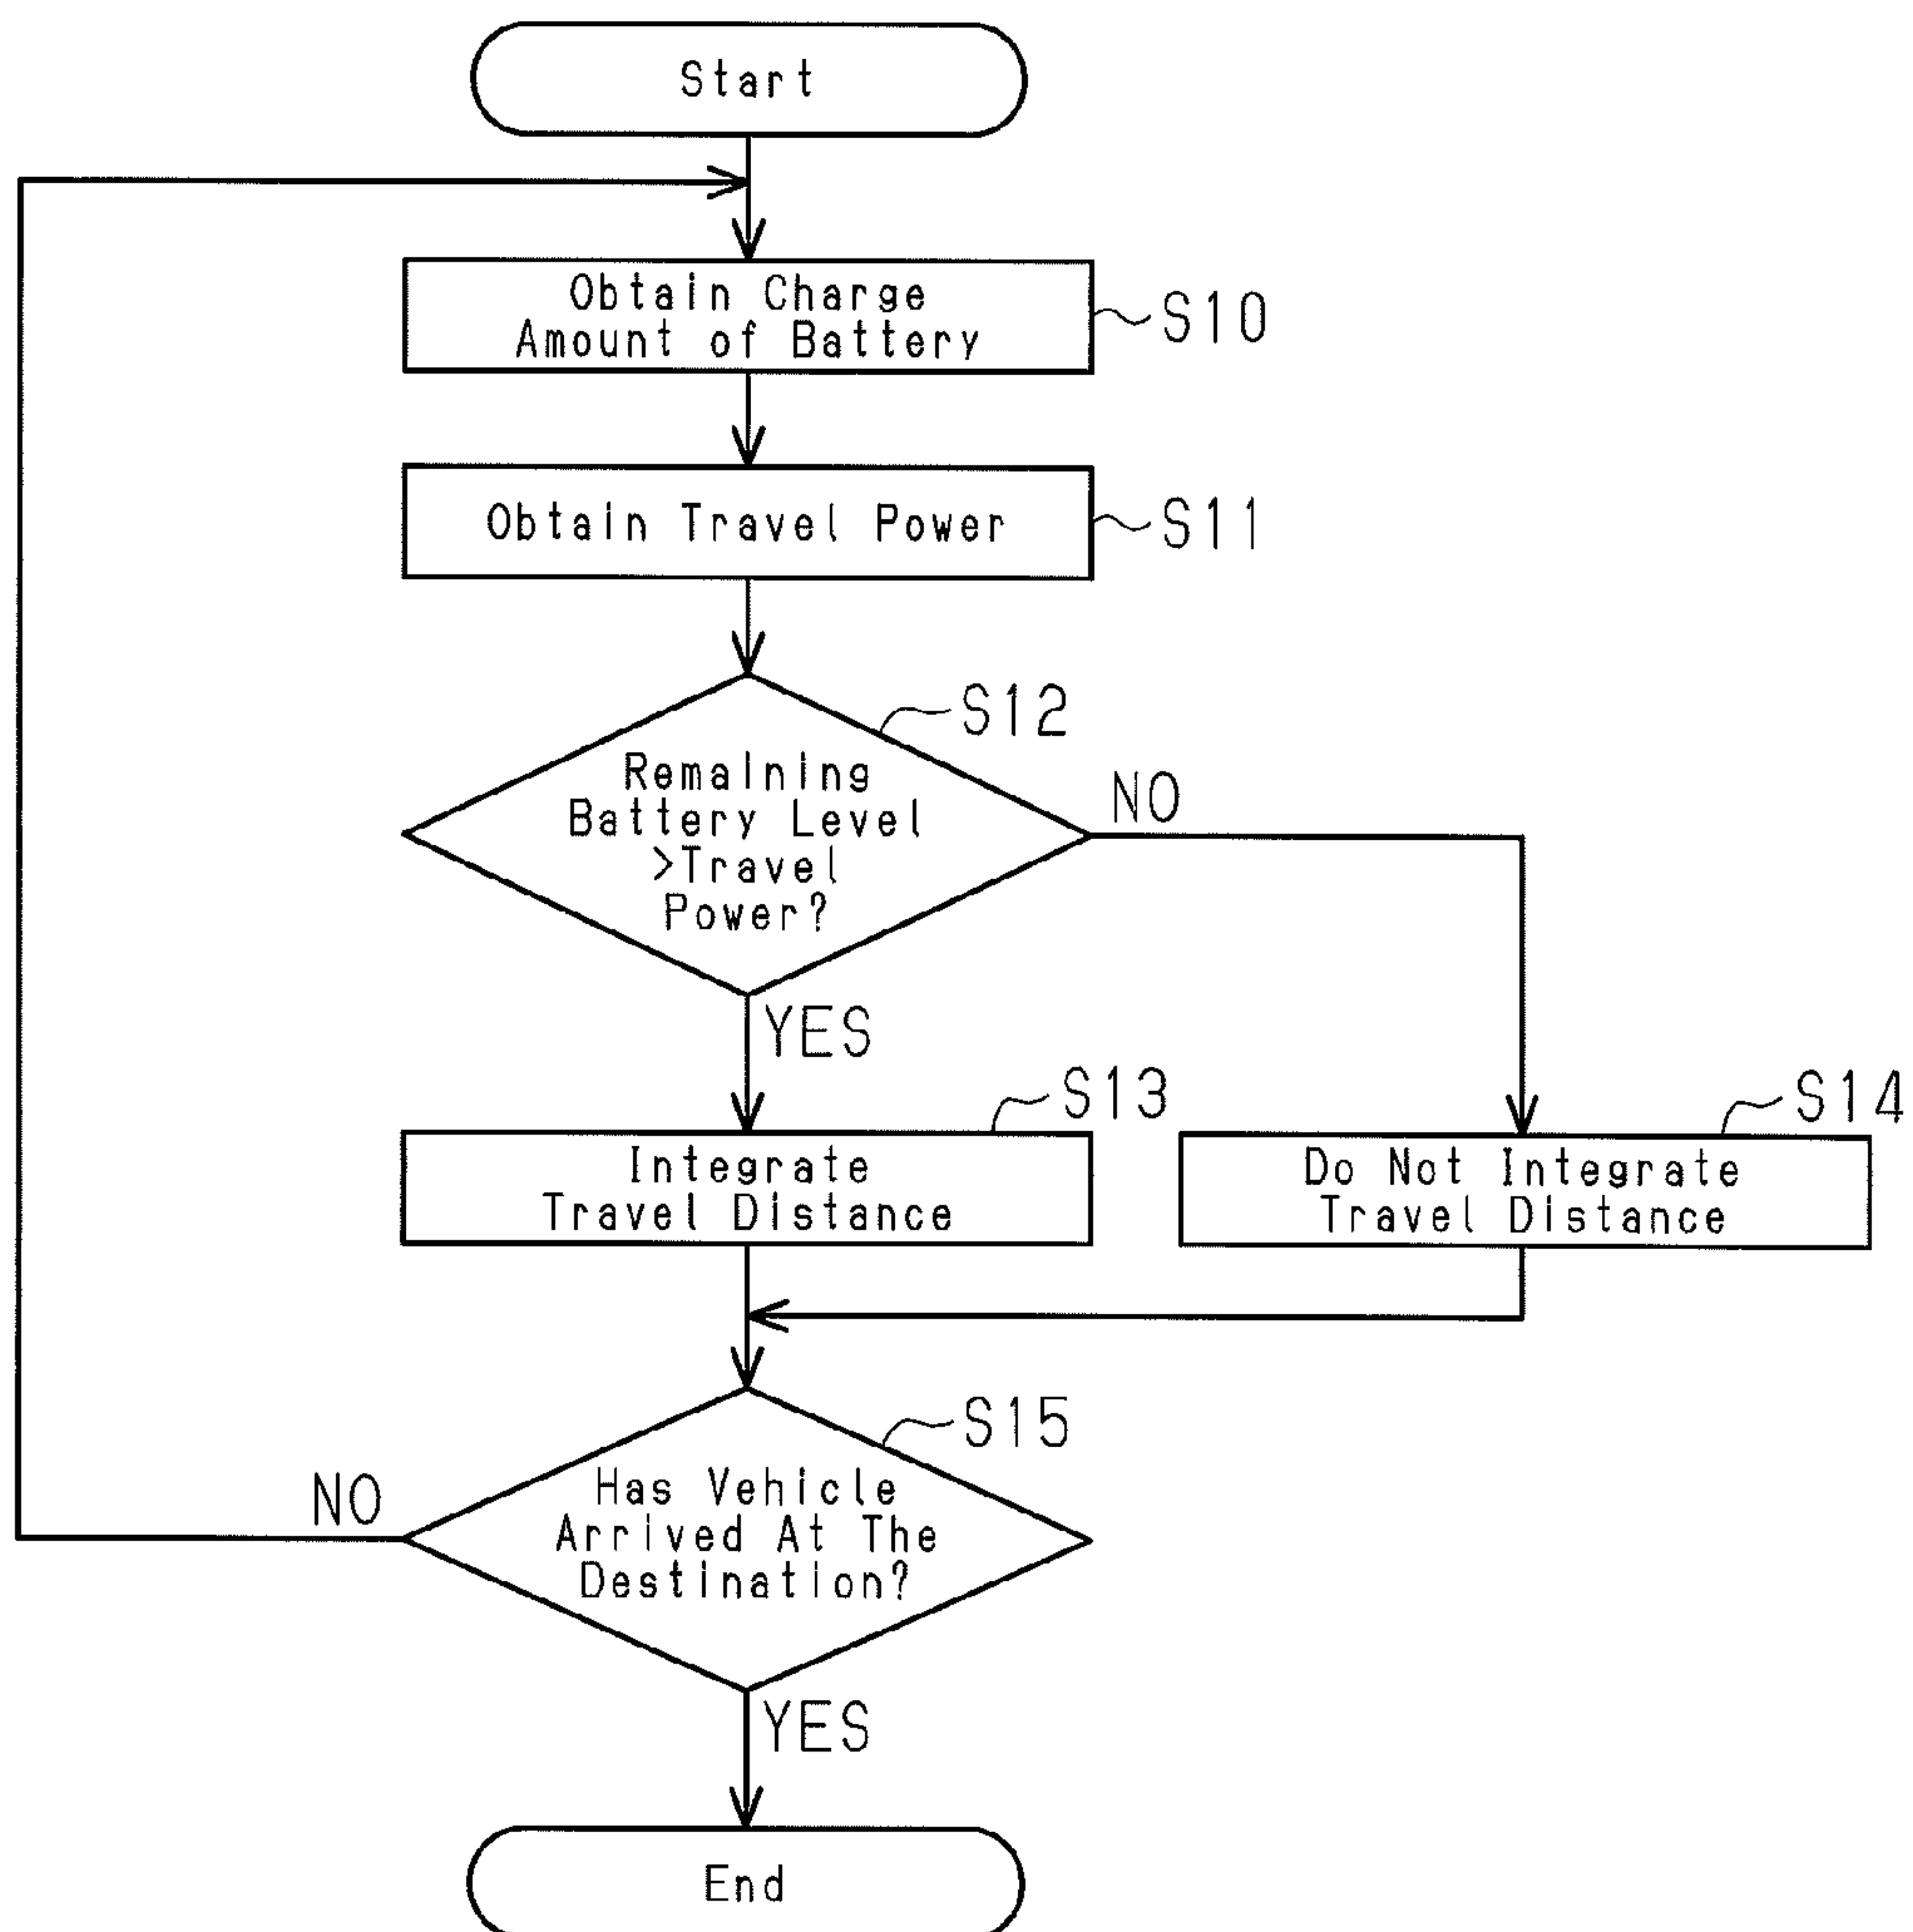 Start
Obtain Charge
Amount of Battery
S10
Obtain Travel Power
S11
S12
Remaining
Battery Level
>Travel
Power?
NO
YES
S13
Integrate
Travel Distance
S14
Do Not Integrate
Travel Distance
S15
Has Vehicle
Arrived At The
Destination?
NO
YES
End